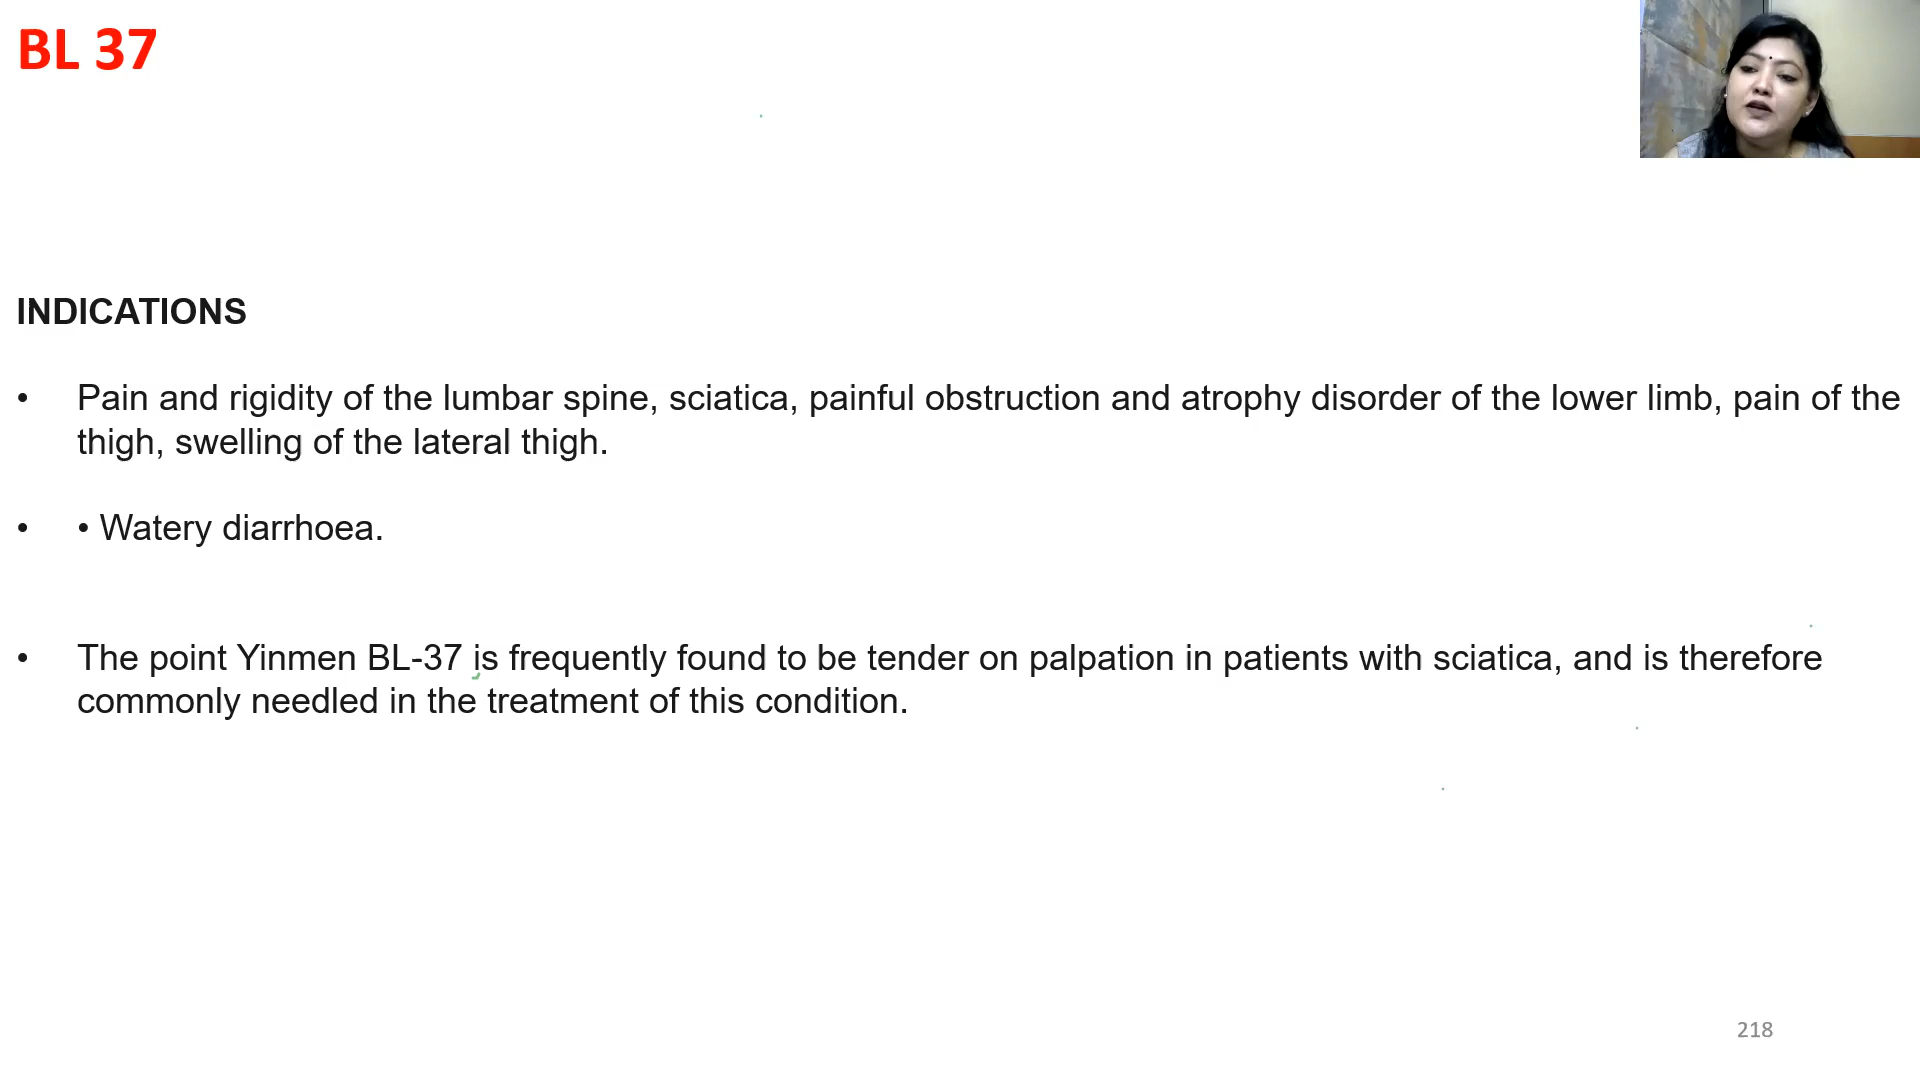 BL 37
INDICATIONS
• Pain and rigidity of the lumbar spine, sciatica, painful obstruction and atrophy disorder of the lower limb, pain of the
thigh, swelling of the lateral thigh.
• • Watery diarrhoea.
• The point Yinmen BL-37 is frequently found to be tender on palpation in patients with sciatica, and is therefore
commonly needled in the treatment of this condition.
218